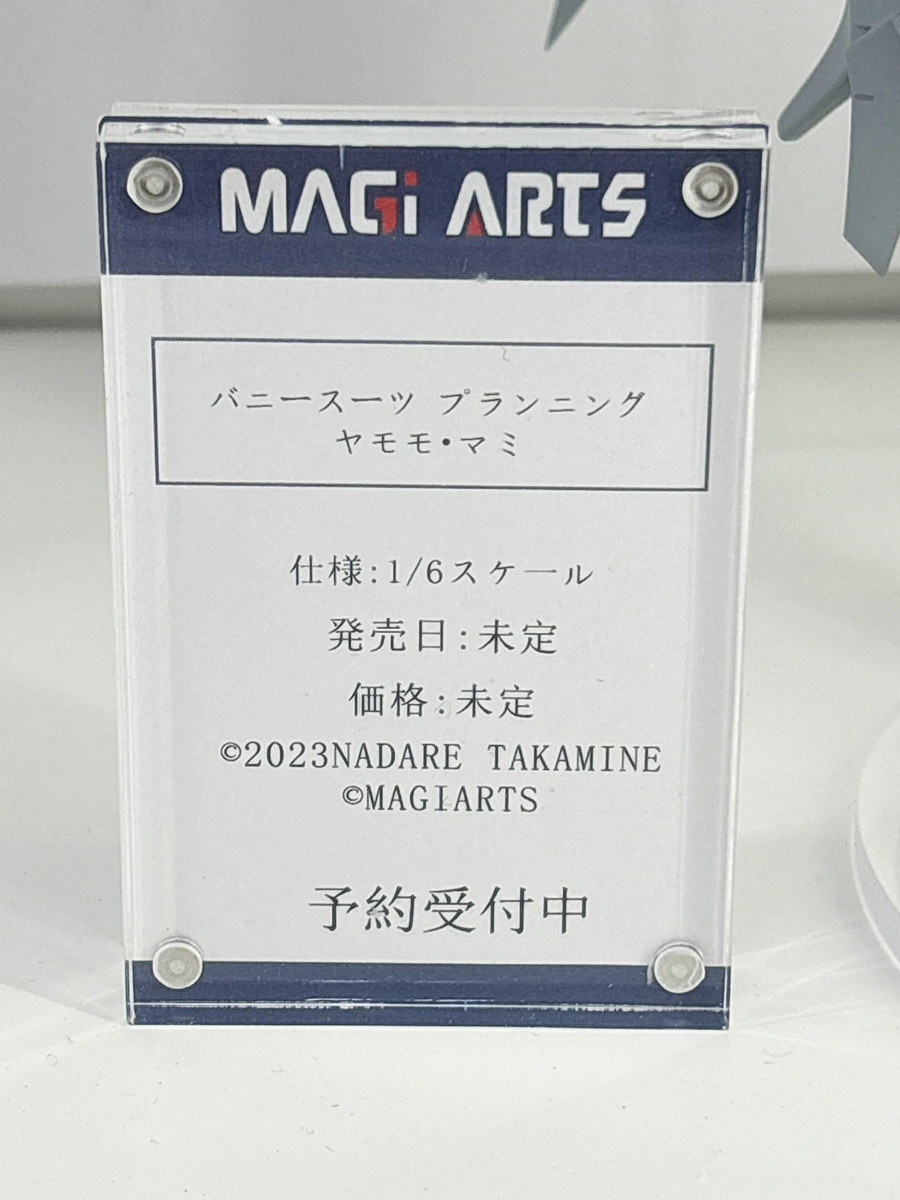 MAGi ARTS
バニースーツ プランニング
ヤモモ・マミ
仕様:1/6スケール
発売日:未定
価格:未定
©2023NADARE TAKAMINE
©MAGIARTS
予約受付中